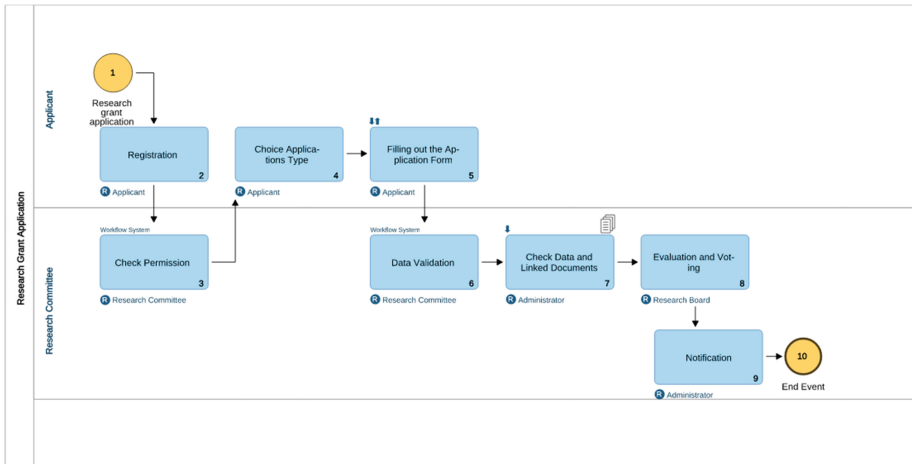 Research Grant Application
Applicant
1
Research
grant
application
Registration
2
R Applicant
Choice Applica-
tions Type
4
R Applicant
Filling out the Ap-
plication Form
5
R Applicant
Research Committee
Workflow System
Check Permission
3
R Research Committee
Workflow System
Data Validation
6
R Research Committee
Check Data and
Linked Documents
7
R Administrator
Evaluation and Vot-
ing
8
R Research Board
Notification
9
R Administrator
10
End Event